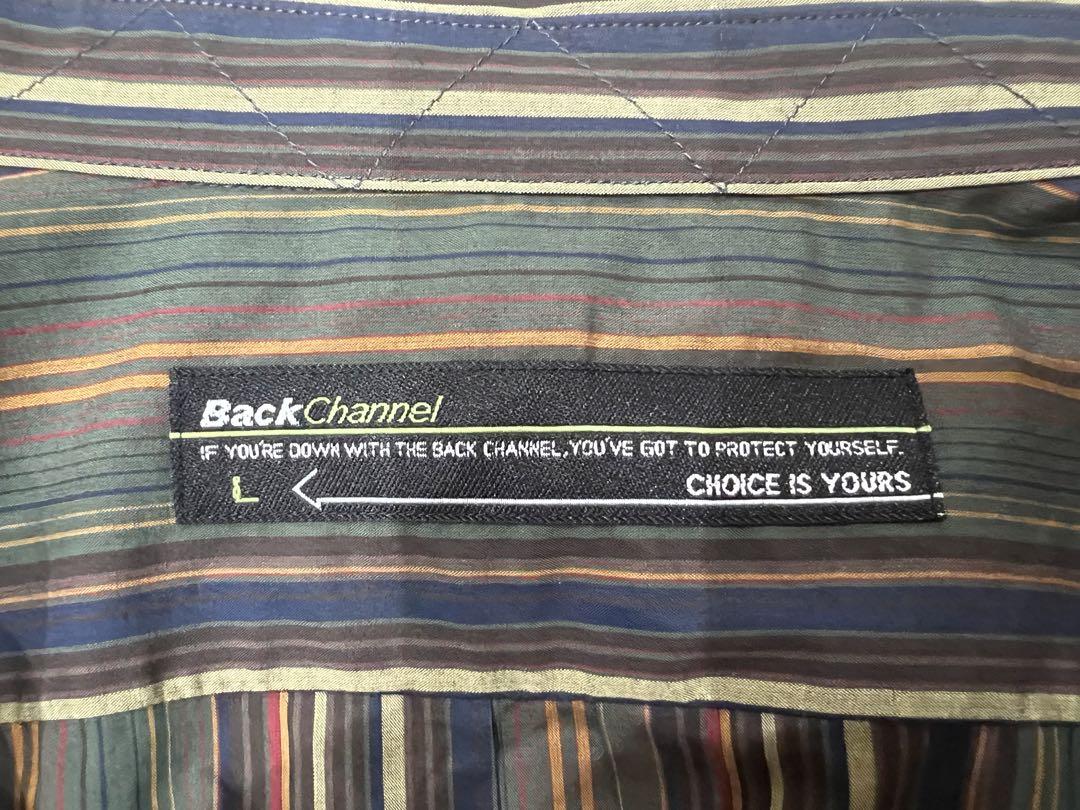 BackChannel
IF YOU'RE DOWN WITH THE BACK CHANNEL, YOU'VE GOT TO PROTECT YOURSELF.
L
CHOICE IS YOURS